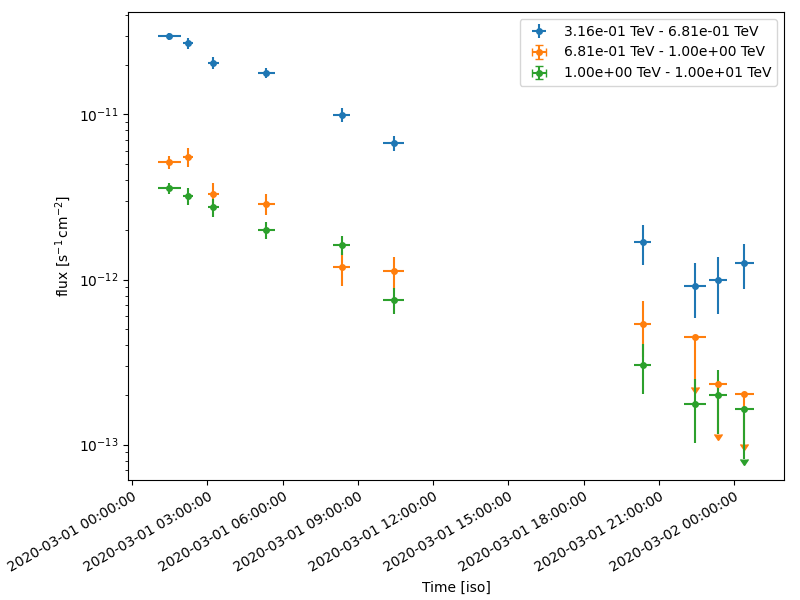 3.16e-01 TeV - 6.81e-01 TeV
6.81e-01 TeV - 1.00e+00 TeV
1.00e+00 TeV - 1.00e+01 TeV
flux [s⁻¹ cm⁻²]
10⁻¹¹
10⁻¹²
10⁻¹³
2020-03-01 00:00:00
2020-03-01 03:00:00
2020-03-01 06:00:00
2020-03-01 09:00:00
2020-03-01 12:00:00
2020-03-01 15:00:00
2020-03-01 18:00:00
2020-03-01 21:00:00
2020-03-02 00:00:00
Time [iso]